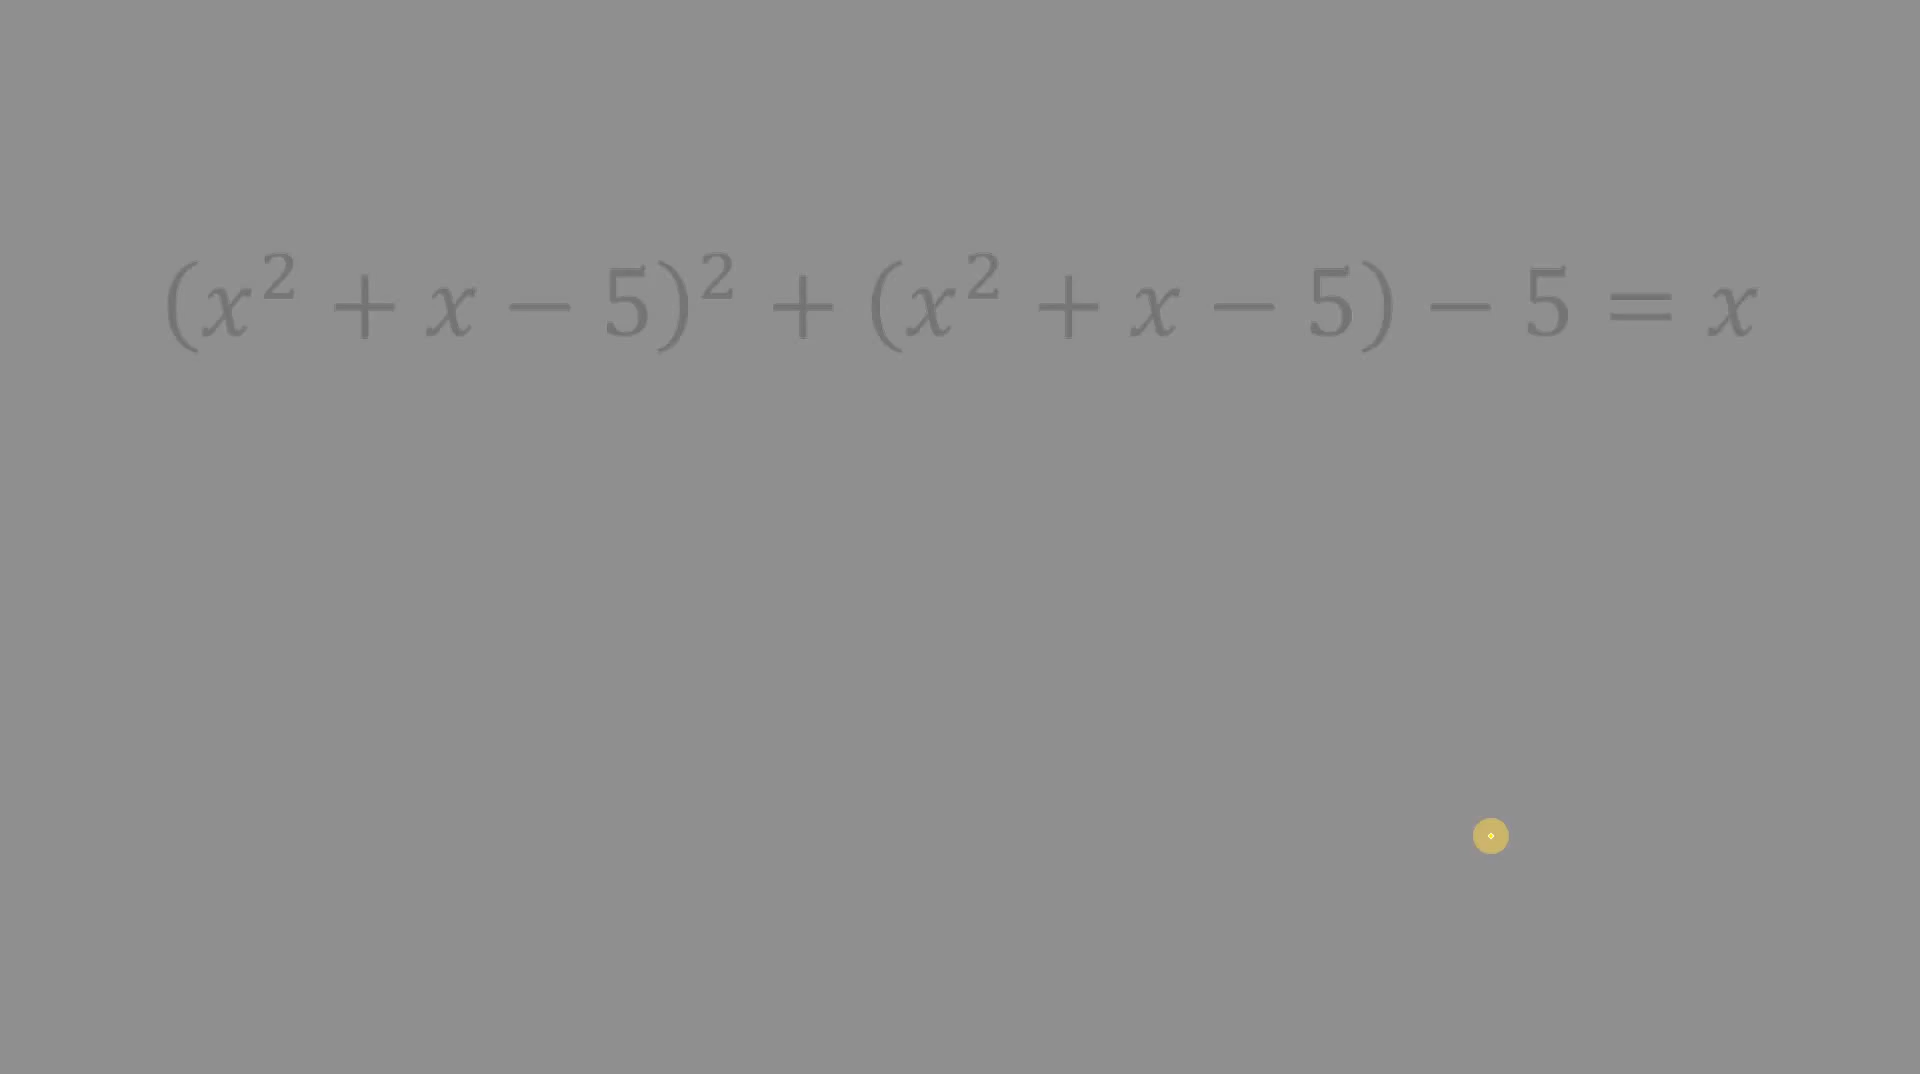 (x² + x − 5)² + (x² + x − 5) − 5 = x